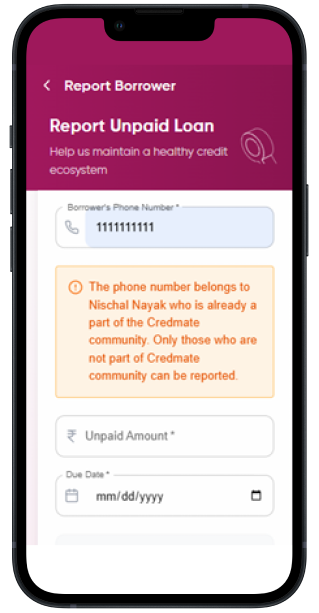 Report Borrower
Report Unpaid Loan
Help us maintain a healthy credit
ecosystem
Borrower's Phone Number *
1111111111
The phone number belongs to
Nischal Nayak who is already a
part of the Credmate
community. Only those who are
not part of Credmate
community can be reported.
₹ Unpaid Amount *
Due Date *
mm/dd/yyyy